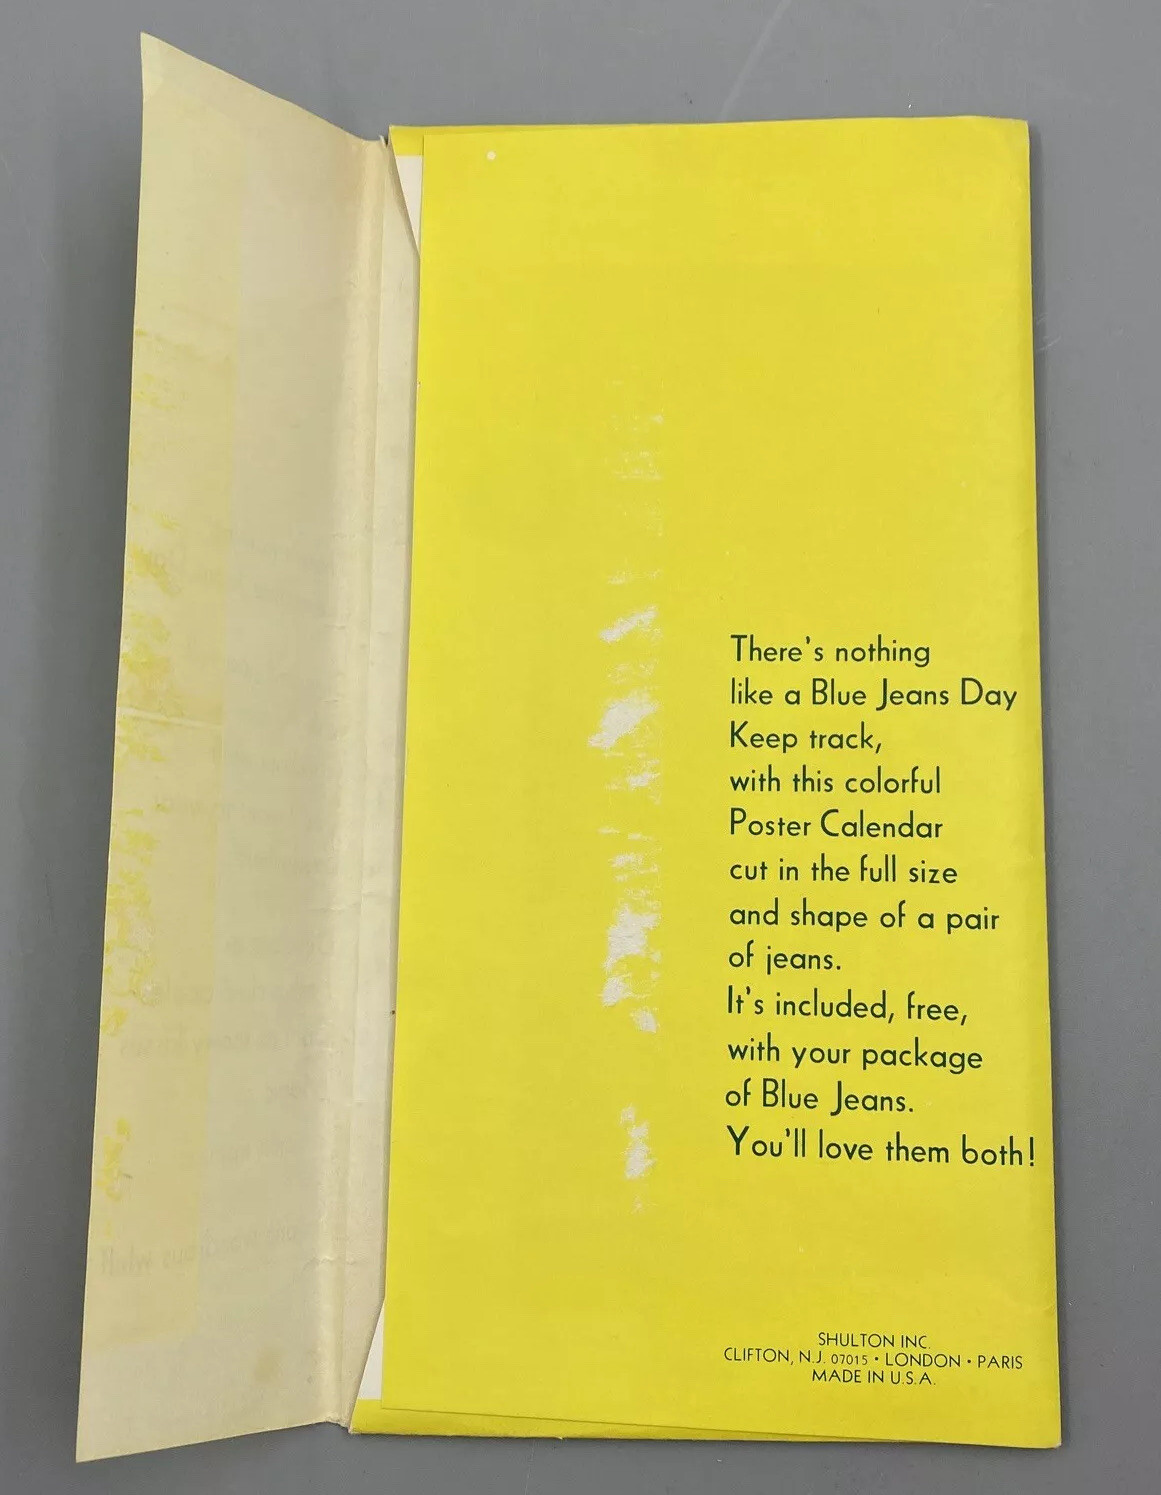 There's nothing
like a Blue Jeans Day
Keep track,
with this colorful
Poster Calendar
cut in the full size
and shape of a pair
of jeans.
It's included, free,
with your package
of Blue Jeans.
You'll love them both!
SHULTON INC.
CLIFTON, N.J. 07015 • LONDON • PARIS
MADE IN U.S.A.